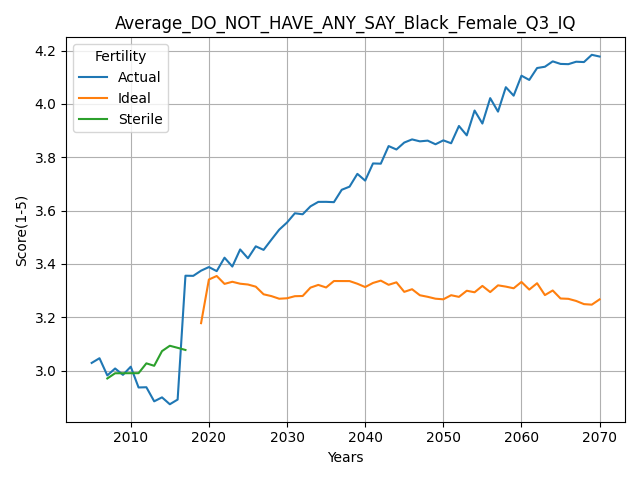 Average_DO_NOT_HAVE_ANY_SAY_Black_Female_Q3_IQ
Fertility
Actual
Ideal
Sterile
Score(1-5)
4.2
4.0
3.8
3.6
3.4
3.2
3.0
2010 2020 2030 2040 2050 2060 2070
Years